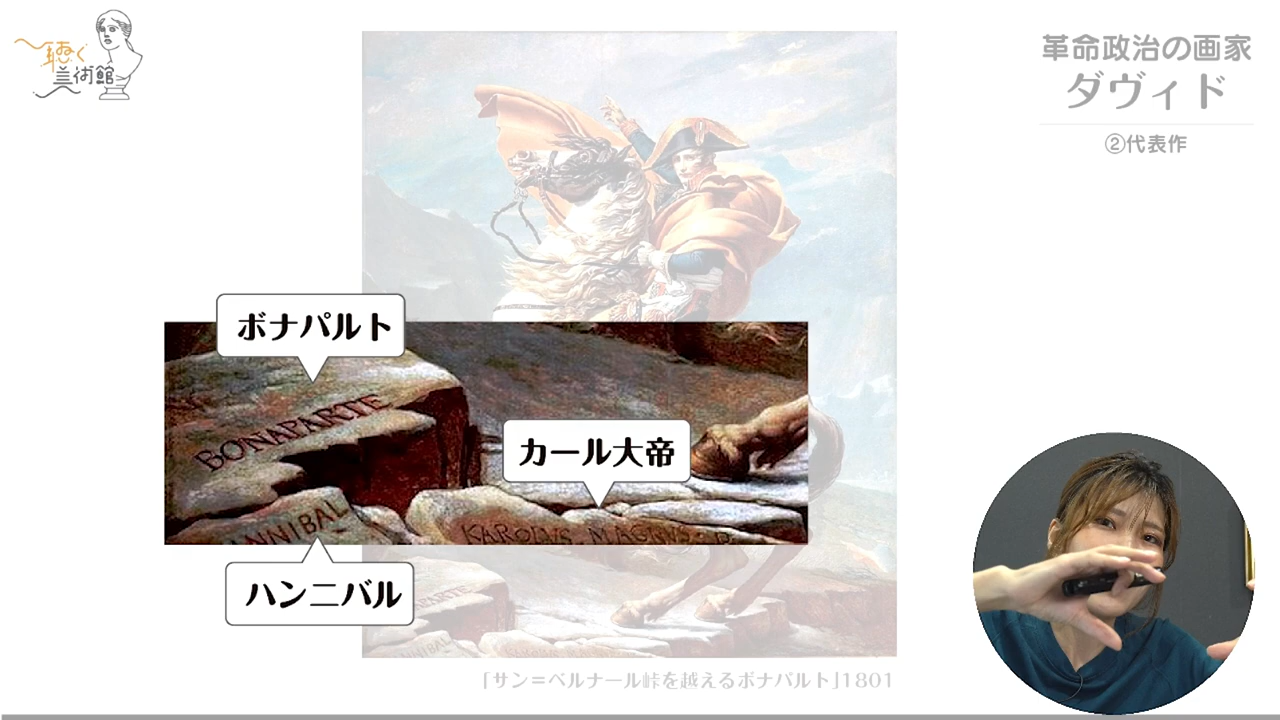 聴く
美術館
革命政治の画家
ダヴィド
②代表作
ボナパルト
BONAPARTE
カール大帝
ANNIBAL
KAROLVS MAGNVS
ハンニバル
「サン=ベルナール峠を越えるボナパルト」1801